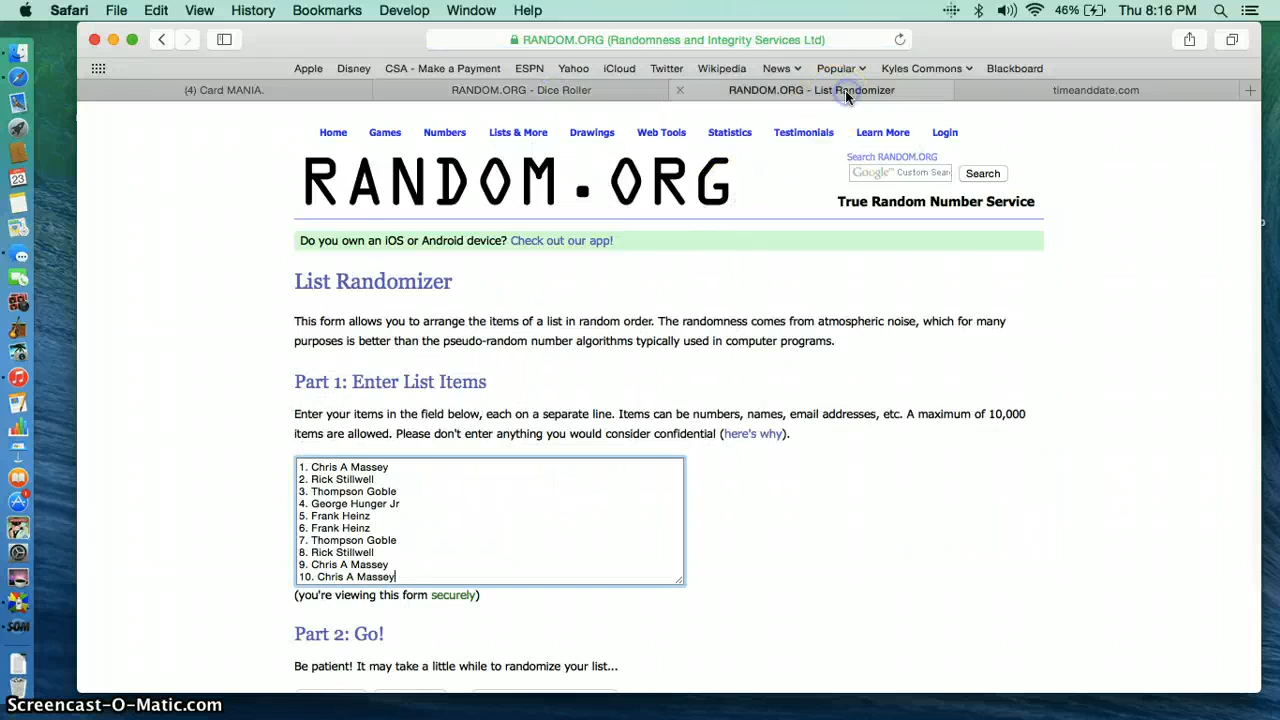 Safari File Edit View History Bookmarks Develop Window Help 46% Thu 8:16 PM
RANDOM.ORG (Randomness and Integrity Services Ltd)
Apple Disney CSA - Make a Payment ESPN Yahoo iCloud Twitter Wikipedia News Popular Kyles Commons Blackboard
(4) Card MANIA. RANDOM.ORG - Dice Roller RANDOM.ORG - List Randomizer timeanddate.com
Home Games Numbers Lists & More Drawings Web Tools Statistics Testimonials Learn More Login
Search RANDOM.ORG
RANDOM.ORG
Google™ Custom Sear Search
True Random Number Service
Do you own an iOS or Android device? Check out our app!
List Randomizer
This form allows you to arrange the items of a list in random order. The randomness comes from atmospheric noise, which for many
purposes is better than the pseudo-random number algorithms typically used in computer programs.
Part 1: Enter List Items
Enter your items in the field below, each on a separate line. Items can be numbers, names, email addresses, etc. A maximum of 10,000
items are allowed. Please don't enter anything you would consider confidential (here's why).
1. Chris A Massey
2. Rick Stillwell
3. Thompson Goble
4. George Hunger Jr
5. Frank Heinz
6. Frank Heinz
7. Thompson Goble
8. Rick Stillwell
9. Chris A Massey
10. Chris A Massey
(you're viewing this form securely)
Part 2: Go!
Be patient! It may take a little while to randomize your list...
Screencast-O-Matic.com